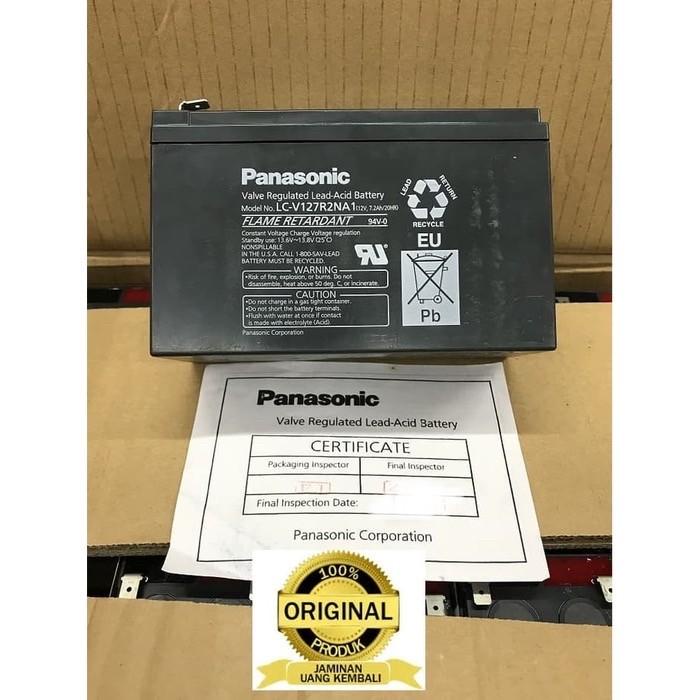 Panasonic
Valve Regulated Lead-Acid Battery
Model No. LC-V127R2NA1 (12V, 7.2Ah/20HR)
FLAME RETARDANT 94V-0
Constant Voltage Charge Voltage regulation
Standby use: 13.6V~13.8V (25°C)
NONSPILLABLE
IN THE U.S.A. CALL 1-800-SAV-LEAD
BATTERY MUST BE RECYCLED.
WARNING
•Risk of fire, explosion, or burns. Do not
disassemble, heat above 50 deg. C, or incinerate.
CAUTION
•Do not charge in a gas tight container.
•Do not short the battery terminals.
•Flush with water at once if contact
is made with electrolyte (Acid).
Panasonic Corporation
LEAD
RETURN
RECYCLE
EU
Pb
Panasonic
Valve Regulated Lead-Acid Battery
CERTIFICATE
Packaging Inspector
Final Inspector
Final Inspection Date:
Panasonic Corporation
100%
ORIGINAL
PRODUK
JAMINAN
UANG KEMBALI